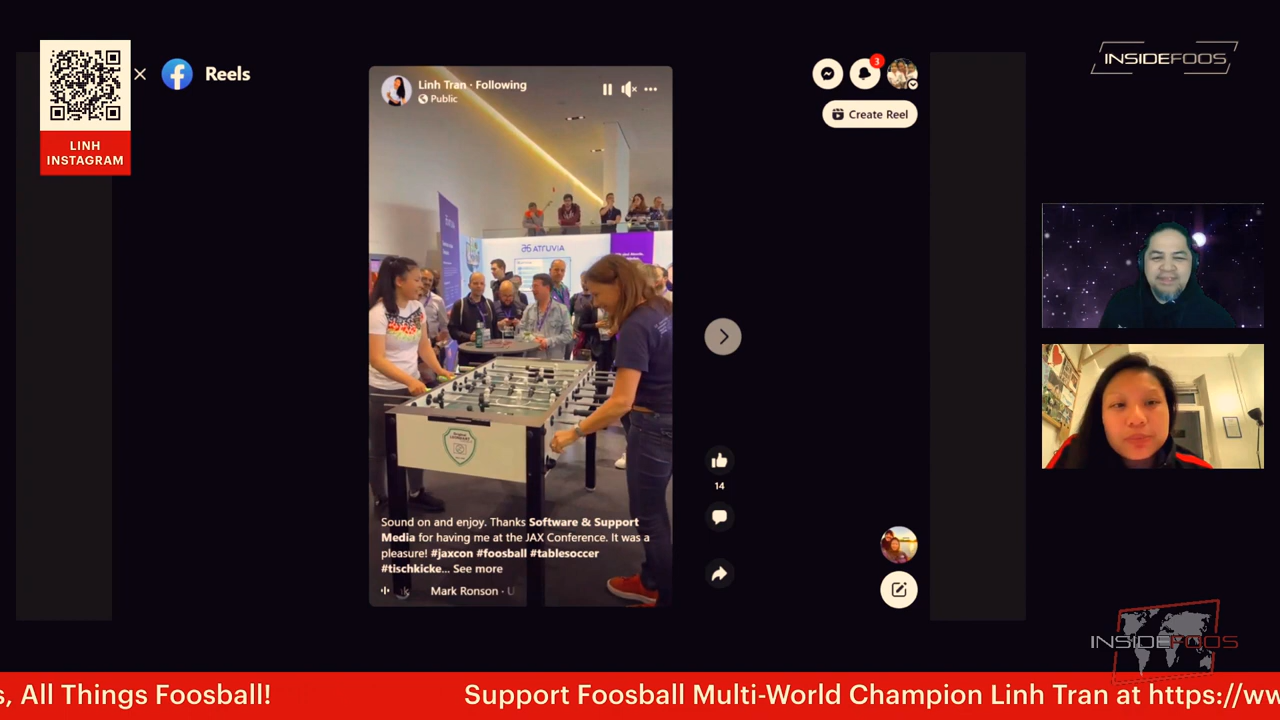 LINH
INSTAGRAM
Reels
Linh Tran · Following
Public
3
Create Reel
INSIDEFOOS
ATRUVIA
Sound on and enjoy. Thanks Software & Support
Media for having me at the JAX Conference. It was a
pleasure! #jaxcon #foosball #tablesoccer
#tischkicke... See more
Mark Ronson · U
14
INSIDEFOOS
s, All Things Foosball!
Support Foosball Multi-World Champion Linh Tran at https://ww